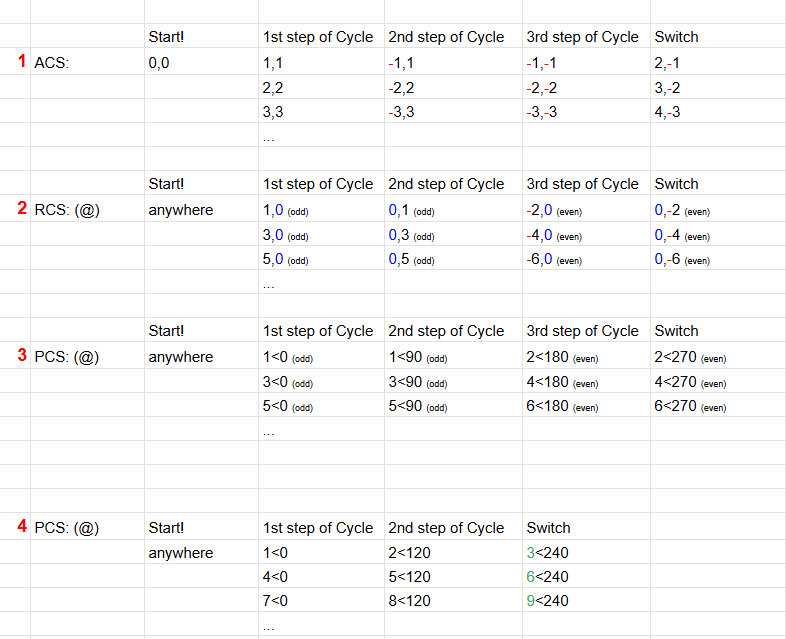 Start! 1st step of Cycle 2nd step of Cycle 3rd step of Cycle Switch
1 ACS: 0,0 1,1 -1,1 -1,-1 2,-1
2,2 -2,2 -2,-2 3,-2
3,3 -3,3 -3,-3 4,-3
...
Start! 1st step of Cycle 2nd step of Cycle 3rd step of Cycle Switch
2 RCS: (@) anywhere 1,0 (odd) 0,1 (odd) -2,0 (even) 0,-2 (even)
3,0 (odd) 0,3 (odd) -4,0 (even) 0,-4 (even)
5,0 (odd) 0,5 (odd) -6,0 (even) 0,-6 (even)
...
Start! 1st step of Cycle 2nd step of Cycle 3rd step of Cycle Switch
3 PCS: (@) anywhere 1<0 (odd) 1<90 (odd) 2<180 (even) 2<270 (even)
3<0 (odd) 3<90 (odd) 4<180 (even) 4<270 (even)
5<0 (odd) 5<90 (odd) 6<180 (even) 6<270 (even)
...
4 PCS: (@) Start! 1st step of Cycle 2nd step of Cycle Switch
anywhere 1<0 2<120 3<240
4<0 5<120 6<240
7<0 8<120 9<240
...